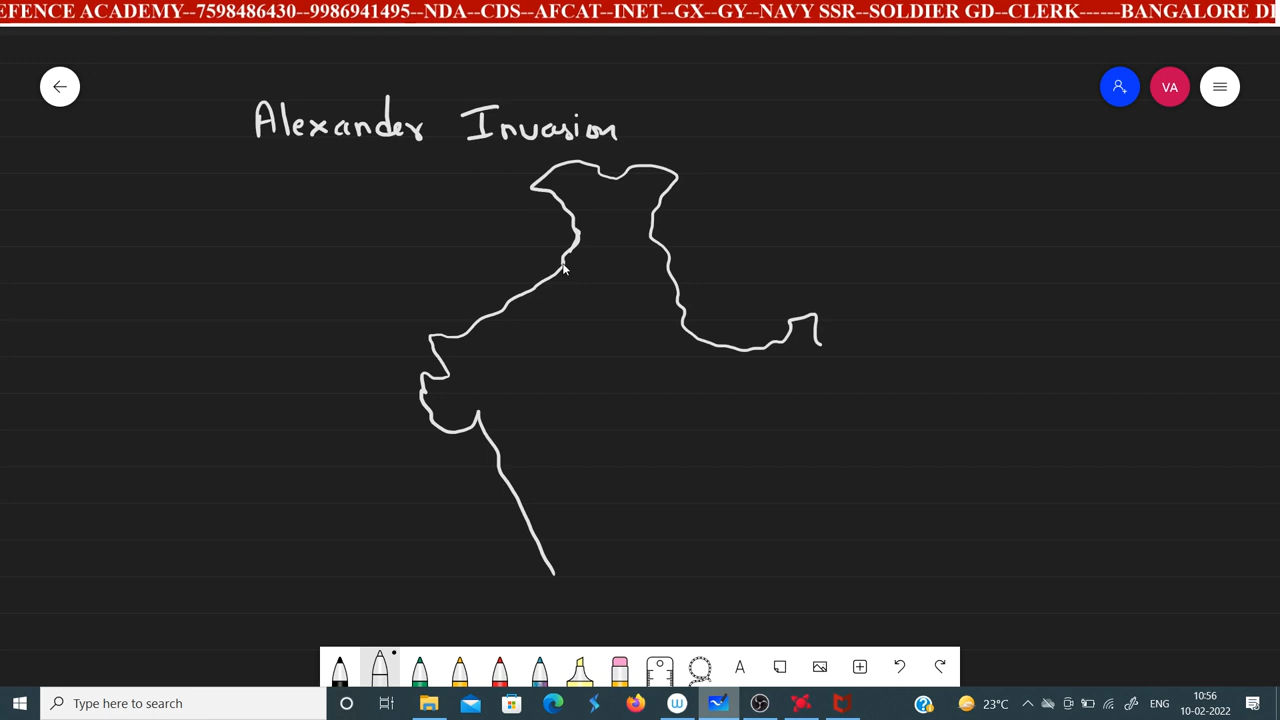 EFENCE ACADEMY--7598486430--9986941495--NDA--CDS--AFCAT--INET--GX--GY--NAVY SSR--SOLDIER GD--CLERK------BANGALORE DE
VA
Alexander Invasion
A
Type here to search
W
23°C
ENG
10:56
10-02-2022